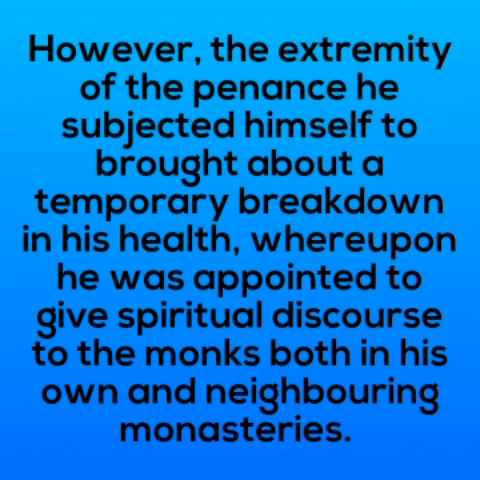 However, the extremity
of the penance he
subjected himself to
brought about a
temporary breakdown
in his health, whereupon
he was appointed to
give spiritual discourse
to the monks both in his
own and neighbouring
monasteries.